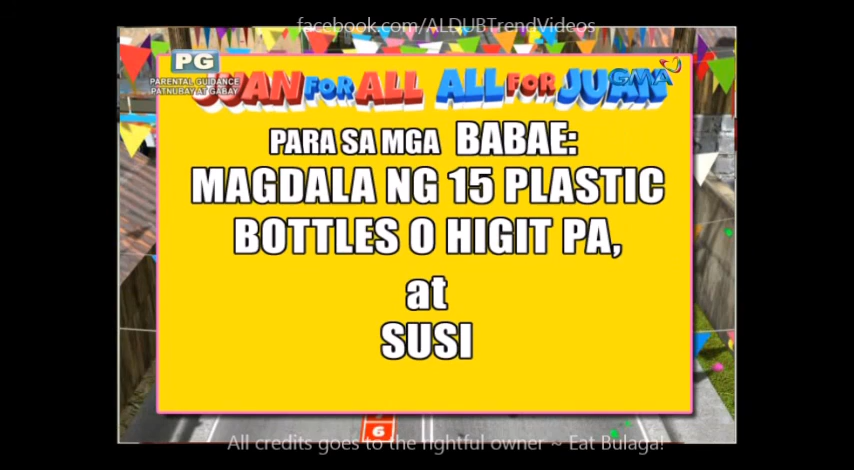 facebook.com/ALDUBTrendVideos
PG
PARENTAL GUIDANCE
PATNUBAY AT GABAY
JUAN FOR ALL ALL FOR JUAN
GMA
PARA SA MGA BABAE:
MAGDALA NG 15 PLASTIC
BOTTLES O HIGIT PA,
at
SUSI
6
All credits goes to the rightful owner ~ Eat Bulaga!